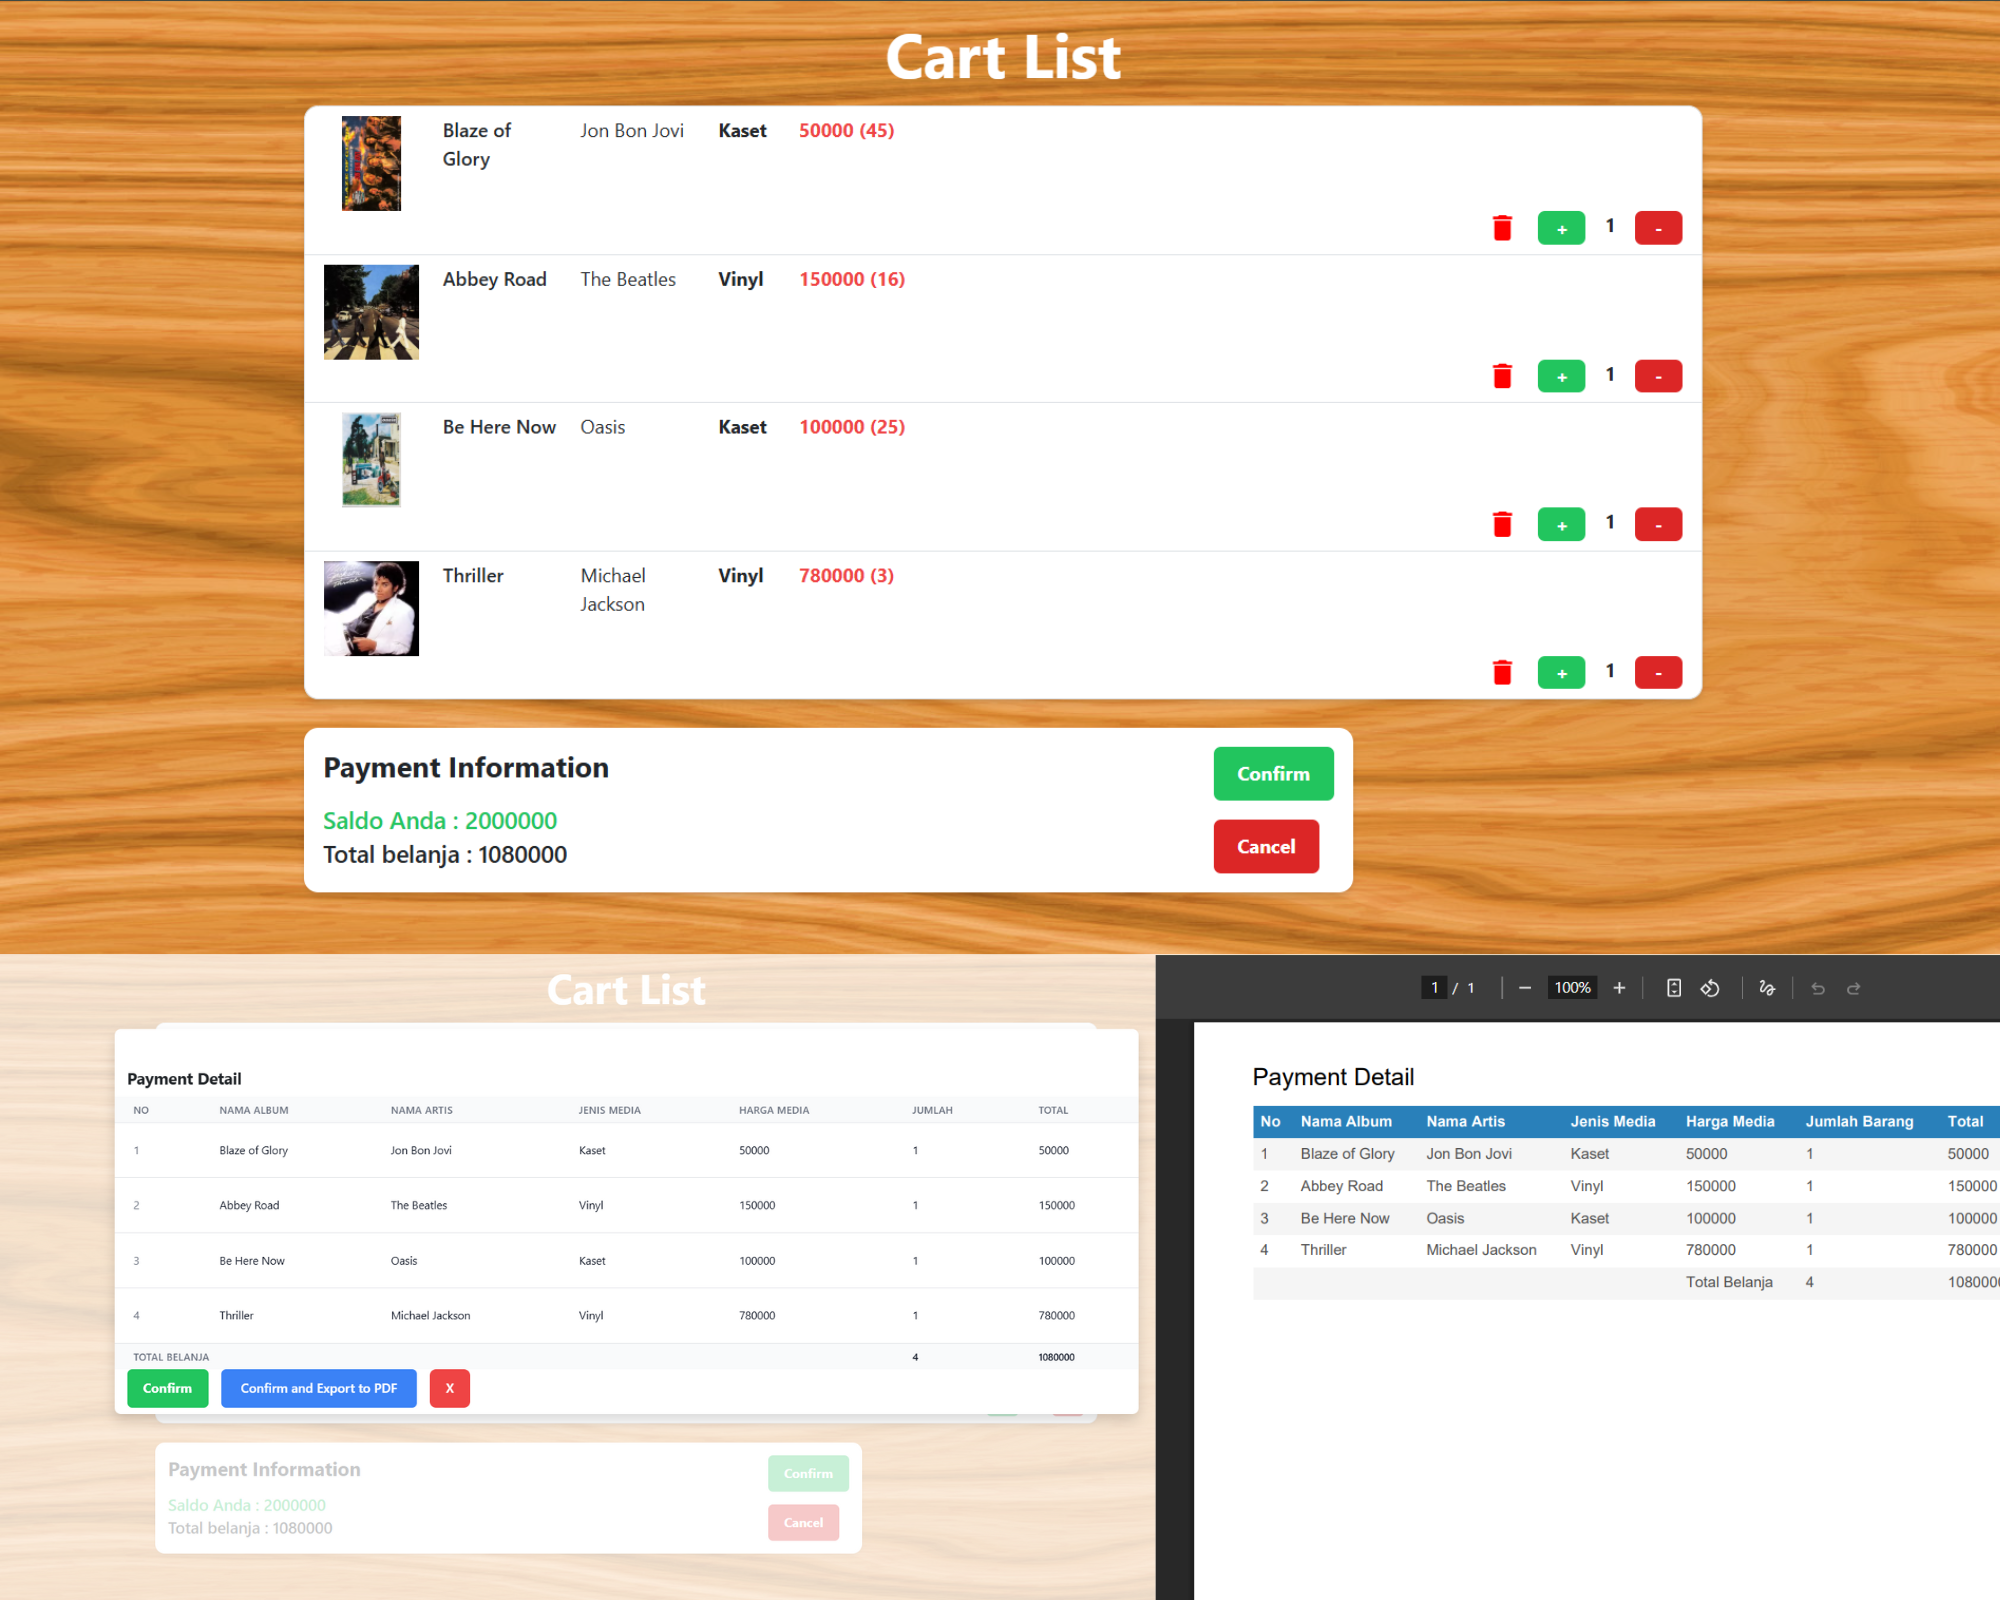 Cart List
Blaze of Glory Jon Bon Jovi Kaset 50000 (45)
+ 1 -
Abbey Road The Beatles Vinyl 150000 (16)
+ 1 -
Be Here Now Oasis Kaset 100000 (25)
+ 1 -
Thriller Michael Jackson Vinyl 780000 (3)
+ 1 -
Payment Information
Confirm
Saldo Anda : 2000000
Total belanja : 1080000
Cancel
Cart List
Payment Detail
NO NAMA ALBUM NAMA ARTIS JENIS MEDIA HARGA MEDIA JUMLAH TOTAL
1 Blaze of Glory Jon Bon Jovi Kaset 50000 1 50000
2 Abbey Road The Beatles Vinyl 150000 1 150000
3 Be Here Now Oasis Kaset 100000 1 100000
4 Thriller Michael Jackson Vinyl 780000 1 780000
TOTAL BELANJA 4 1080000
Confirm Confirm and Export to PDF X
Payment Information
Confirm
Saldo Anda : 2000000
Total belanja : 1080000
Cancel
1 / 1 − 100% +
Payment Detail
No Nama Album Nama Artis Jenis Media Harga Media Jumlah Barang Total
1 Blaze of Glory Jon Bon Jovi Kaset 50000 1 50000
2 Abbey Road The Beatles Vinyl 150000 1 150000
3 Be Here Now Oasis Kaset 100000 1 100000
4 Thriller Michael Jackson Vinyl 780000 1 780000
Total Belanja 4 108000